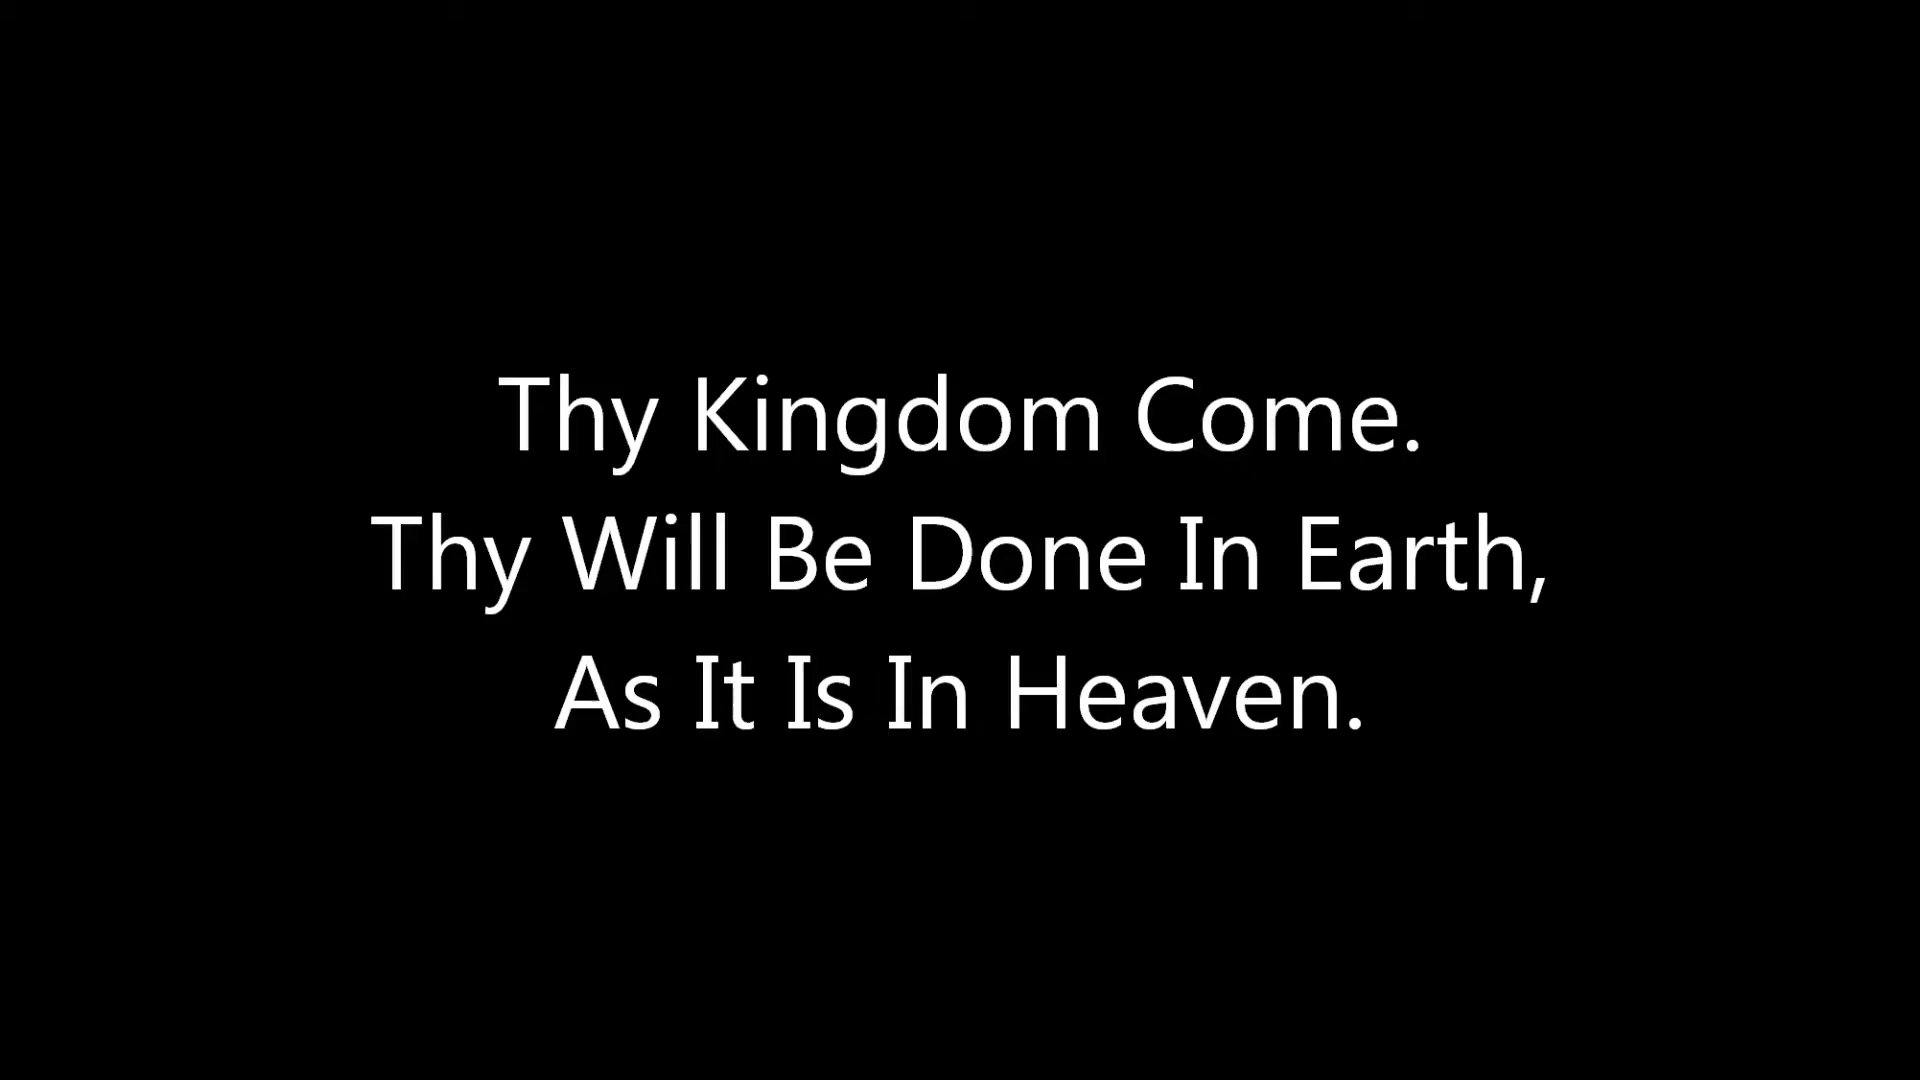 Thy Kingdom Come.
Thy Will Be Done In Earth,
As It Is In Heaven.